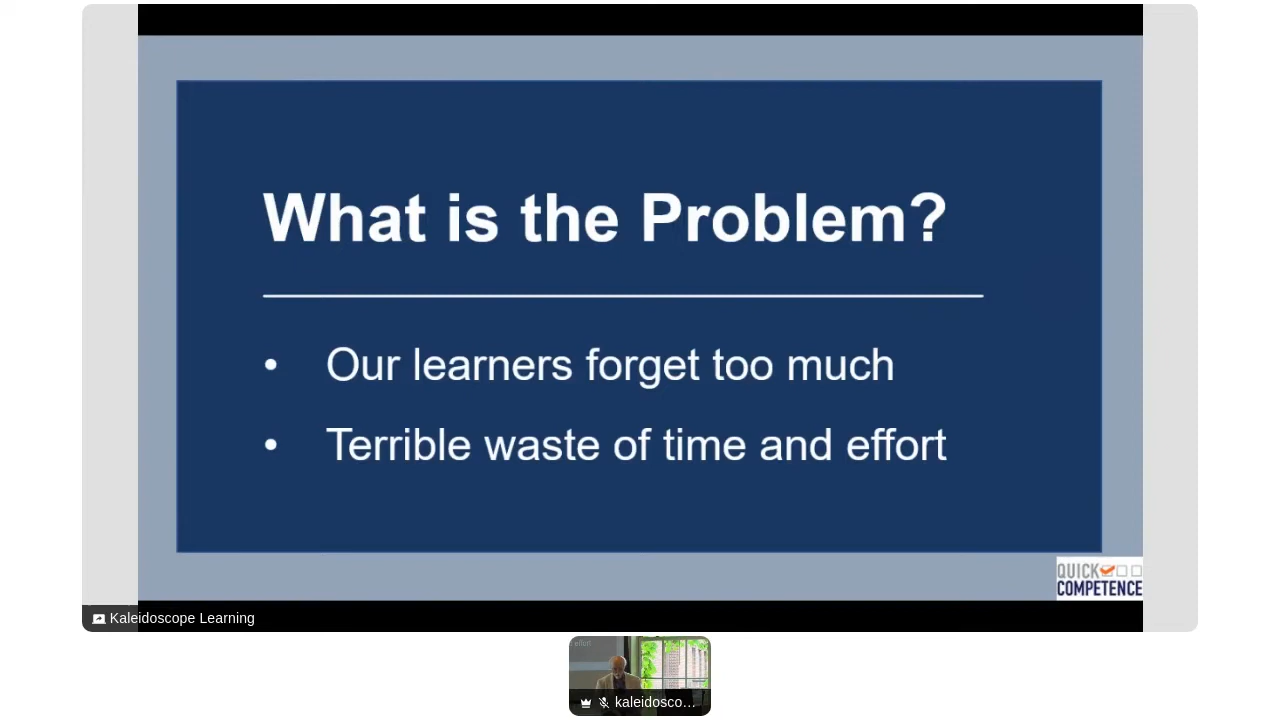 What is the Problem?
• Our learners forget too much
• Terrible waste of time and effort
QUICK
COMPETENCE
Kaleidoscope Learning
effort
kaleidosco...